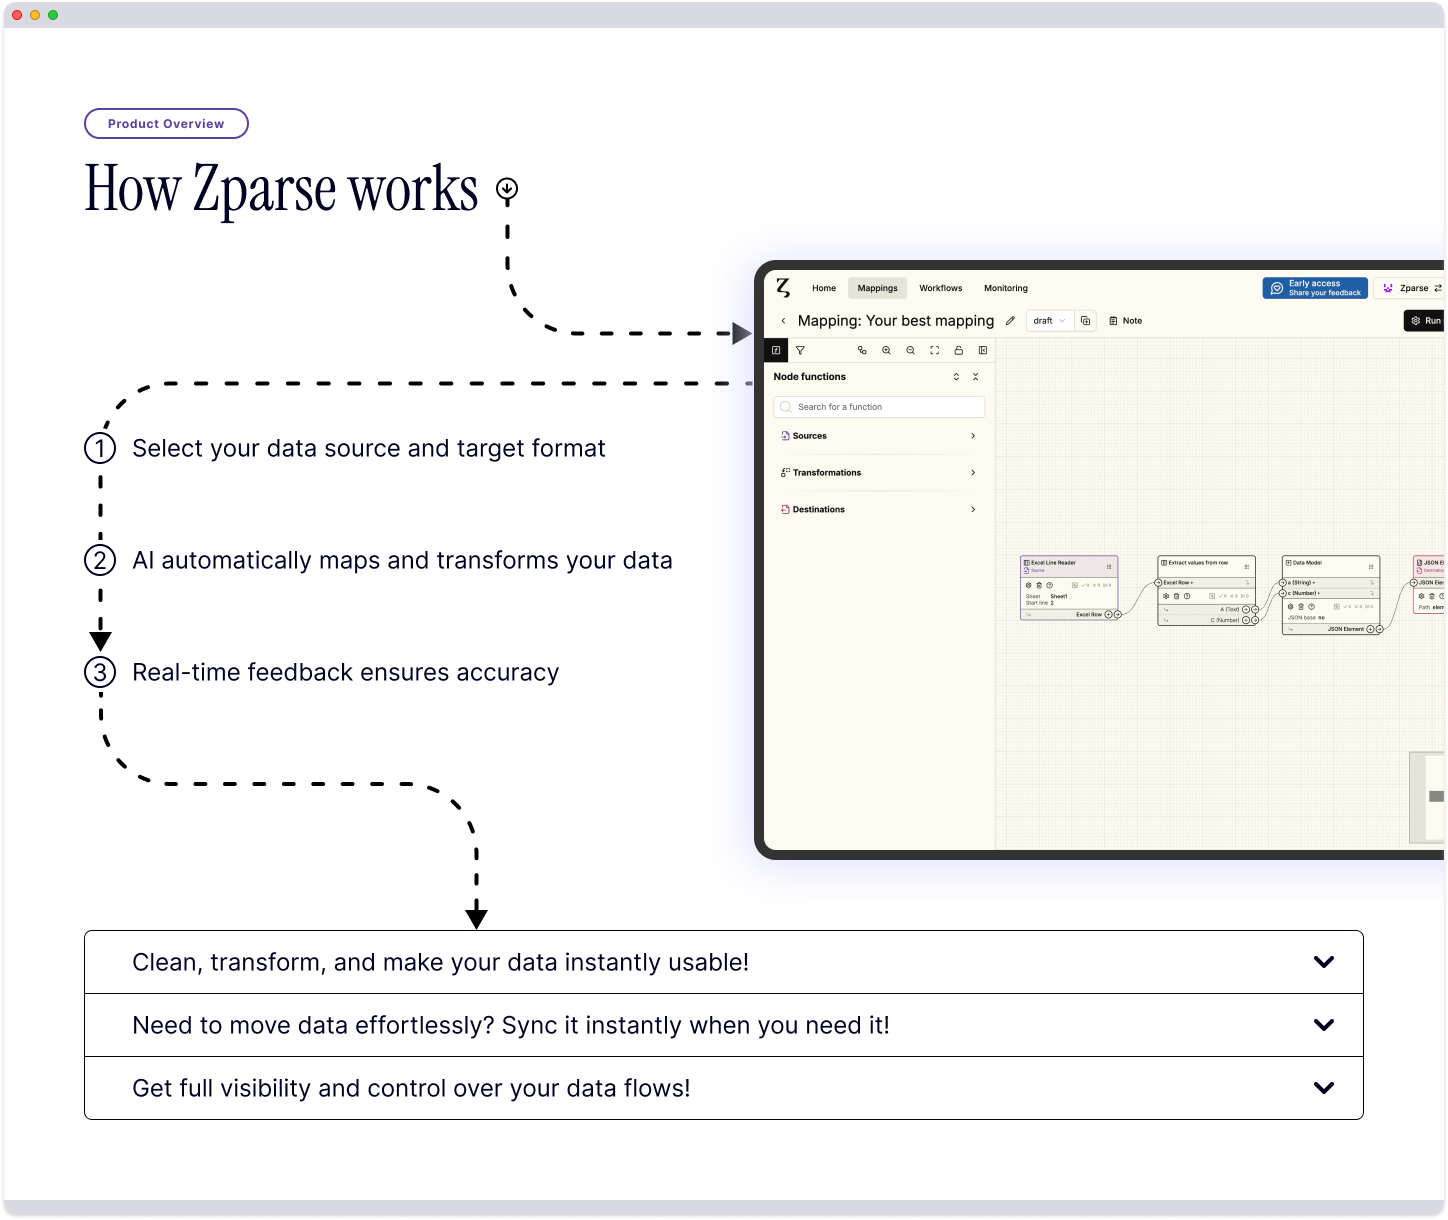 Product Overview
How Zparse works
Home Mappings Workflows Monitoring
Early access
Share your feedback
Zparse
Mapping: Your best mapping
draft
Note
Run
Node functions
Search for a function
Sources
Transformations
Destinations
Excel Line Reader
Source
Sheet Sheet1
Start line 2
Excel Row
Extract values from row
Excel Row
A (Text)
C (Number)
Data Model
a (String)
c (Number)
JSON base no
JSON Element
JSON El
Destinatio
JSON Elem
Path elem
1 Select your data source and target format
2 AI automatically maps and transforms your data
3 Real-time feedback ensures accuracy
Clean, transform, and make your data instantly usable!
Need to move data effortlessly? Sync it instantly when you need it!
Get full visibility and control over your data flows!